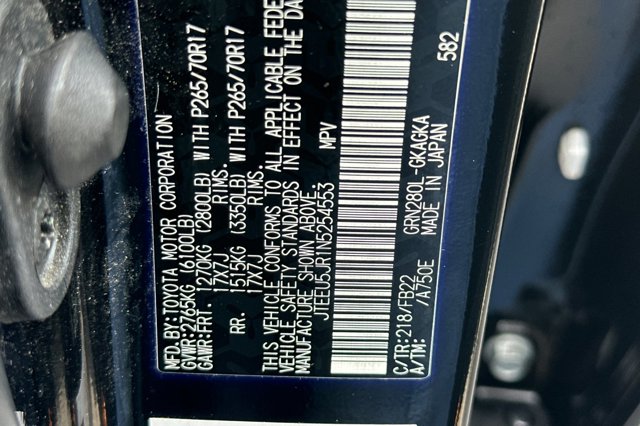 MFD.BY:TOYOTA MOTOR CORPORATION
GVWR:2765KG(6100LB)
GAWR:FRT. 1270KG (2800LB) WITH P265/70R17
17X7J RIMS.
RR. 1515KG (3350LB) WITH P265/70R17
17X7J RIMS.
THIS VEHICLE CONFORMS TO ALL APPLICABLE FEDE
VEHICLE SAFETY STANDARDS IN EFFECT ON THE DA
MANUFACTURE SHOWN ABOVE.
JTEEU5JR1N5254553 MPV
C/TR:218/FB22 GRN280L-GKAGKA
A/TM: /A750E MADE IN JAPAN
582